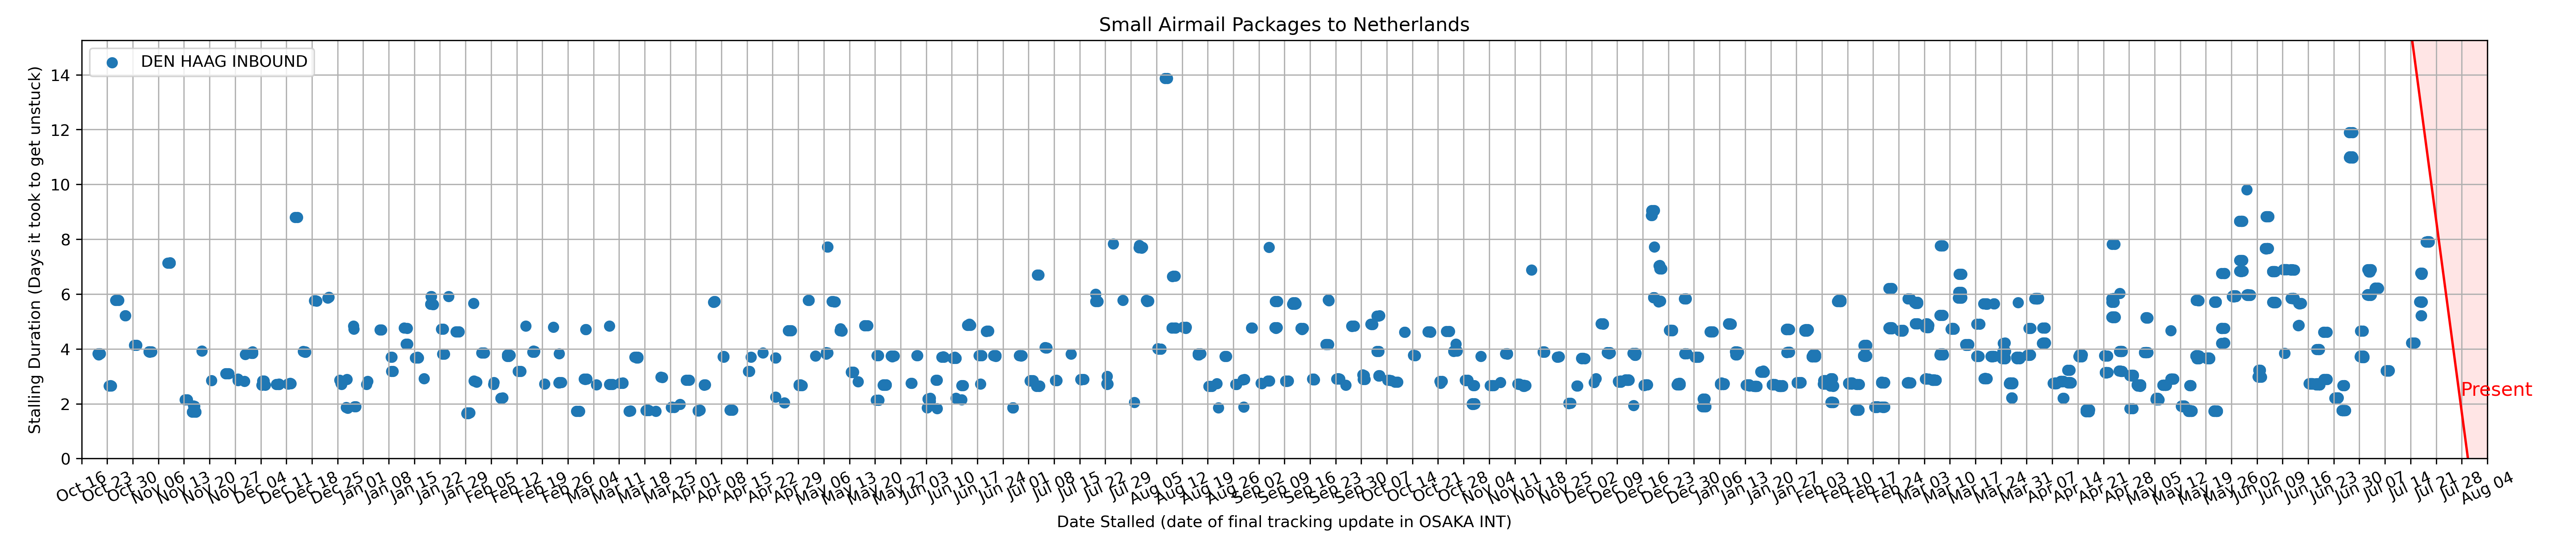 Small Airmail Packages to Netherlands
DEN HAAG INBOUND
Stalling Duration (Days it took to get unstuck)
14
12
10
8
6
4
2
0
Present
Oct 16 Oct 23 Oct 30 Nov 06 Nov 13 Nov 20 Nov 27 Dec 04 Dec 11 Dec 18 Dec 25 Jan 01 Jan 08 Jan 15 Jan 22 Jan 29 Feb 05 Feb 12 Feb 19 Feb 26 Mar 04 Mar 11 Mar 18 Mar 25 Apr 01 Apr 08 Apr 15 Apr 22 Apr 29 May 06 May 13 May 20 May 27 Jun 03 Jun 10 Jun 17 Jun 24 Jul 01 Jul 08 Jul 15 Jul 22 Jul 29 Aug 05 Aug 12 Aug 19 Aug 26 Sep 02 Sep 09 Sep 16 Sep 23 Sep 30 Oct 07 Oct 14 Oct 21 Oct 28 Nov 04 Nov 11 Nov 18 Nov 25 Dec 02 Dec 09 Dec 16 Dec 23 Dec 30 Jan 06 Jan 13 Jan 20 Jan 27 Feb 03 Feb 10 Feb 17 Feb 24 Mar 03 Mar 10 Mar 17 Mar 24 Mar 31 Apr 07 Apr 14 Apr 21 Apr 28 May 05 May 12 May 19 May 26 Jun 02 Jun 09 Jun 16 Jun 23 Jun 30 Jul 07 Jul 14 Jul 21 Jul 28 Aug 04
Date Stalled (date of final tracking update in OSAKA INT)